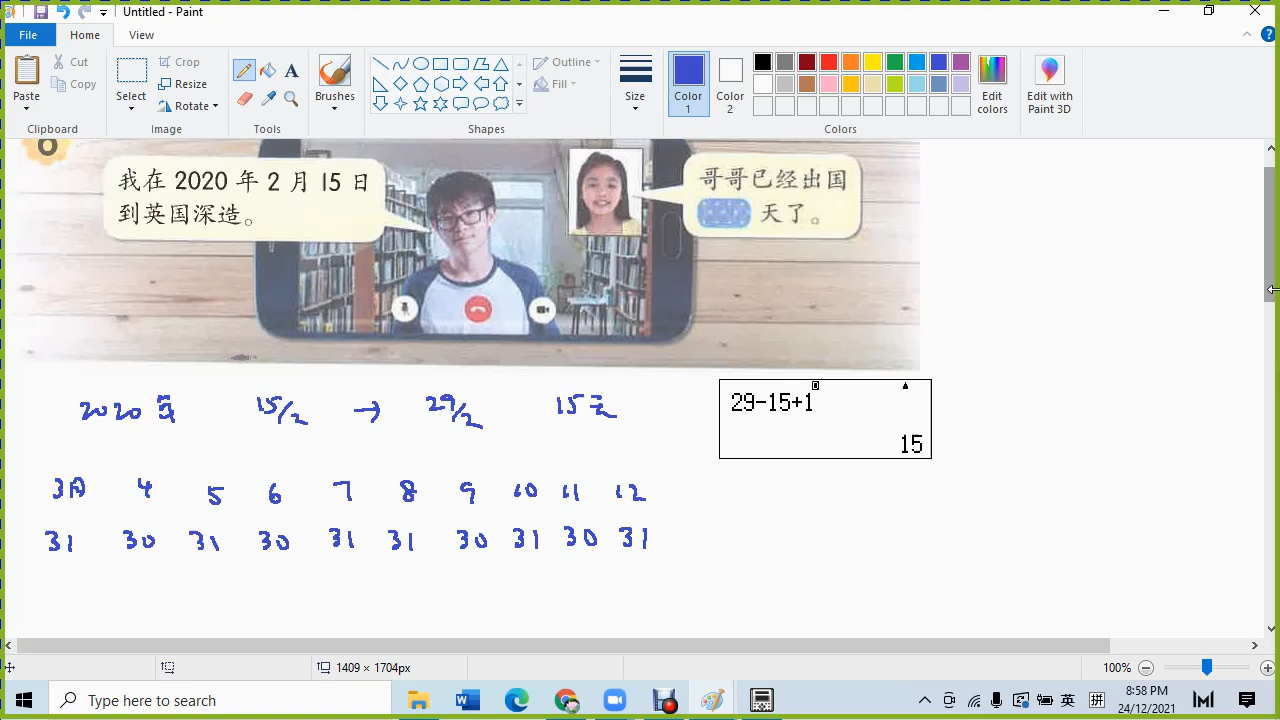 Untitled - Paint
File
Home
View
Paste
Cut
Copy
Clipboard
Select
Crop
Resize
Rotate
Image
Tools
Brushes
Outline
Fill
Shapes
Size
Color 1
Color 2
Edit colors
Edit with Paint 3D
Colors
6
我在 2020 年 2 月 15 日
到英国深造。
哥哥已经出国
天了。
2020 年 15/2 → 29/2 15 天
3月 4 5 6 7 8 9 10 11 12
31 30 31 30 31 31 30 31 30 31
29-15+1
15
1409 × 1704px
100%
Type here to search
英
拼
8:58 PM
24/12/2021